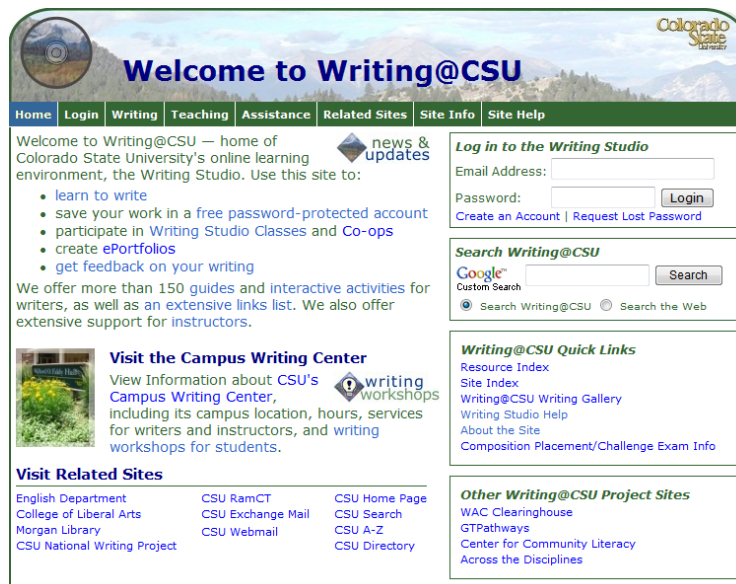 Colorado
State
University
Welcome to Writing@CSU
Home Login Writing Teaching Assistance Related Sites Site Info Site Help
Welcome to Writing@CSU — home of
Colorado State University's online learning
environment, the Writing Studio. Use this site to:
news &
updates
• learn to write
• save your work in a free password-protected account
• participate in Writing Studio Classes and Co-ops
• create ePortfolios
• get feedback on your writing
We offer more than 150 guides and interactive activities for
writers, as well as an extensive links list. We also offer
extensive support for instructors.
Visit the Campus Writing Center
View Information about CSU's
Campus Writing Center,
including its campus location, hours, services
for writers and instructors, and writing
workshops for students.
writing
workshops
Visit Related Sites
English Department
College of Liberal Arts
Morgan Library
CSU National Writing Project
CSU RamCT
CSU Exchange Mail
CSU Webmail
CSU Home Page
CSU Search
CSU A-Z
CSU Directory
Log in to the Writing Studio
Email Address:
Password: Login
Create an Account | Request Lost Password
Search Writing@CSU
Google™
Custom Search
Search
Search Writing@CSU Search the Web
Writing@CSU Quick Links
Resource Index
Site Index
Writing@CSU Writing Gallery
Writing Studio Help
About the Site
Composition Placement/Challenge Exam Info
Other Writing@CSU Project Sites
WAC Clearinghouse
GTPathways
Center for Community Literacy
Across the Disciplines